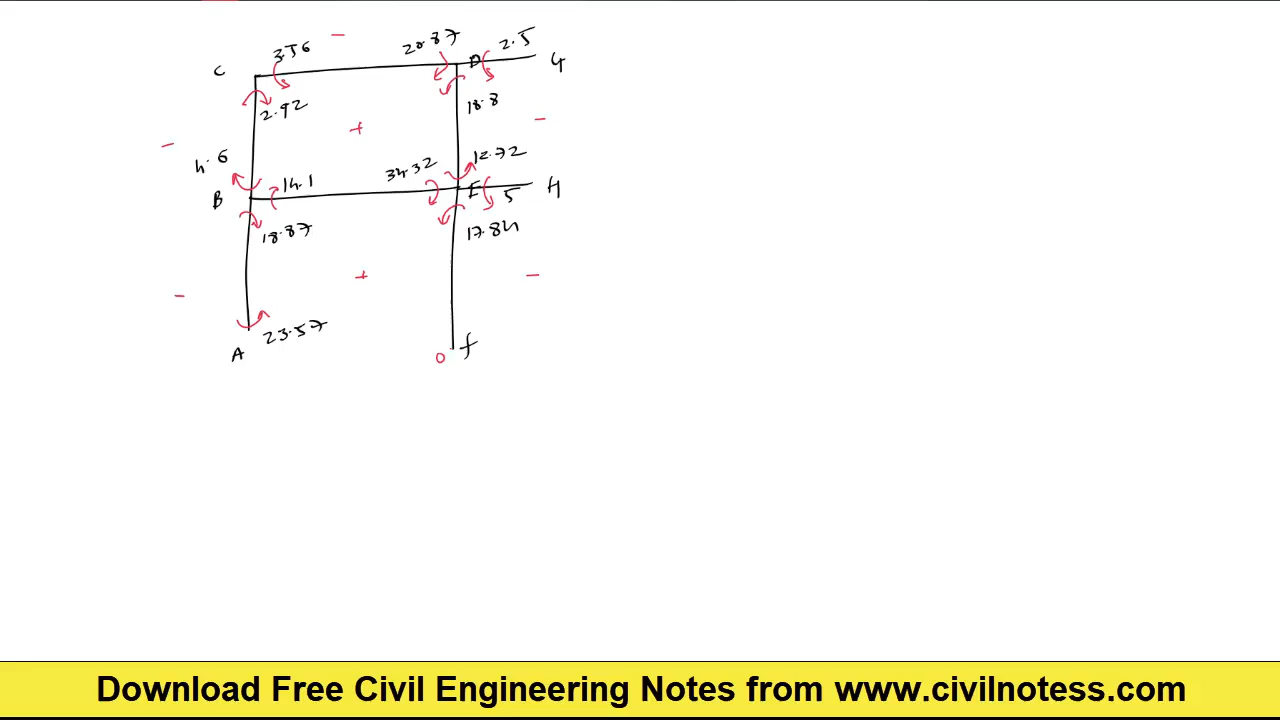 C 3.56 - 20.87 D 2.5 G
2.92 18.8
- + -
4.6 12.72
B 14.1 34.32 E 5 H
18.87 17.84
- + -
A 23.57 0 f
Download Free Civil Engineering Notes from www.civilnotess.com